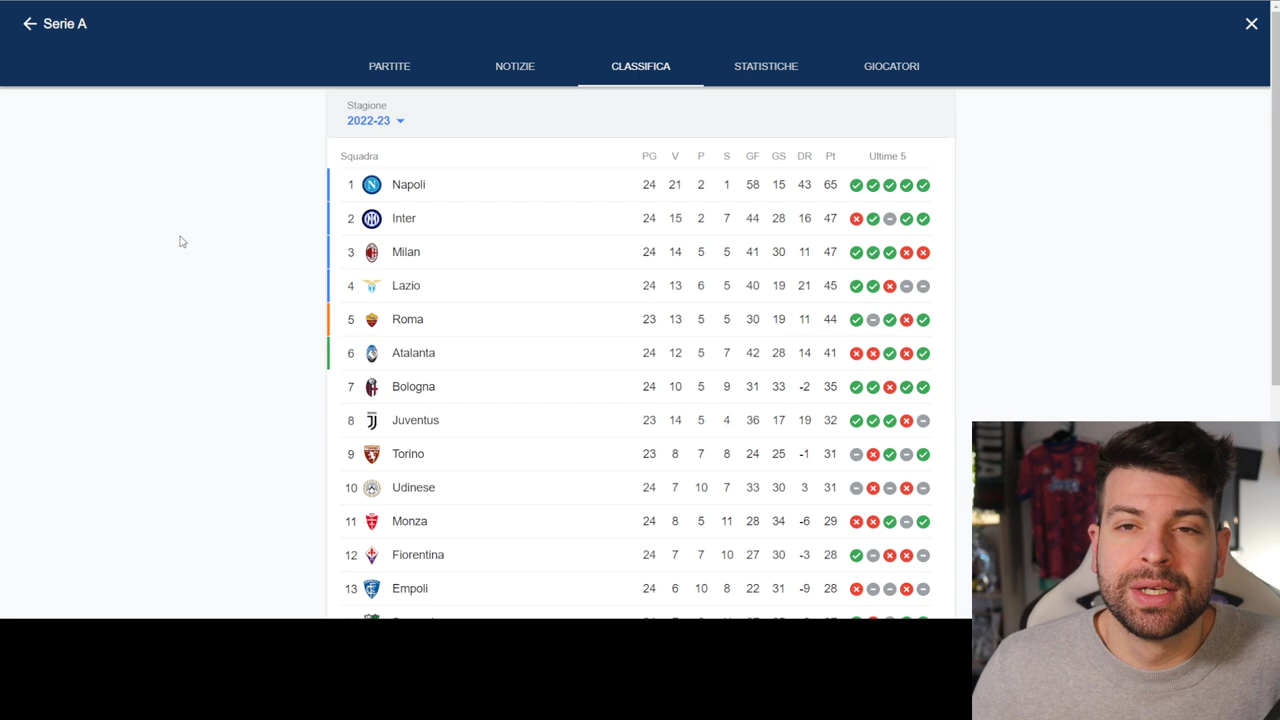 Serie A
PARTITE NOTIZIE CLASSIFICA STATISTICHE GIOCATORI
Stagione
2022-23
Squadra PG V P S GF GS DR Pt Ultime 5
1 Napoli 24 21 2 1 58 15 43 65
2 Inter 24 15 2 7 44 28 16 47
3 Milan 24 14 5 5 41 30 11 47
4 Lazio 24 13 6 5 40 19 21 45
5 Roma 23 13 5 5 30 19 11 44
6 Atalanta 24 12 5 7 42 28 14 41
7 Bologna 24 10 5 9 31 33 -2 35
8 Juventus 23 14 5 4 36 17 19 32
9 Torino 23 8 7 8 24 25 -1 31
10 Udinese 24 7 10 7 33 30 3 31
11 Monza 24 8 5 11 28 34 -6 29
12 Fiorentina 24 7 7 10 27 30 -3 28
13 Empoli 24 6 10 8 22 31 -9 28